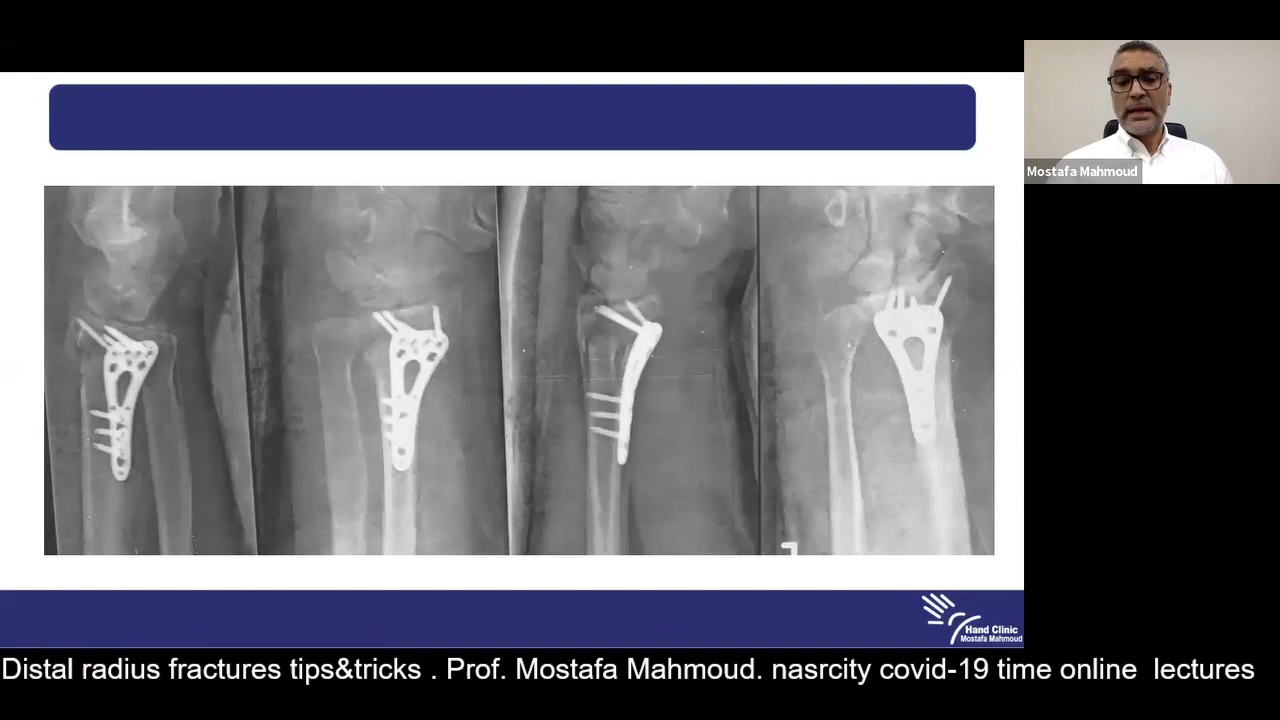 Mostafa Mahmoud
Hand Clinic
Mostafa Mahmoud
Distal radius fractures tips&tricks . Prof. Mostafa Mahmoud. nasrcity covid-19 time online lectures